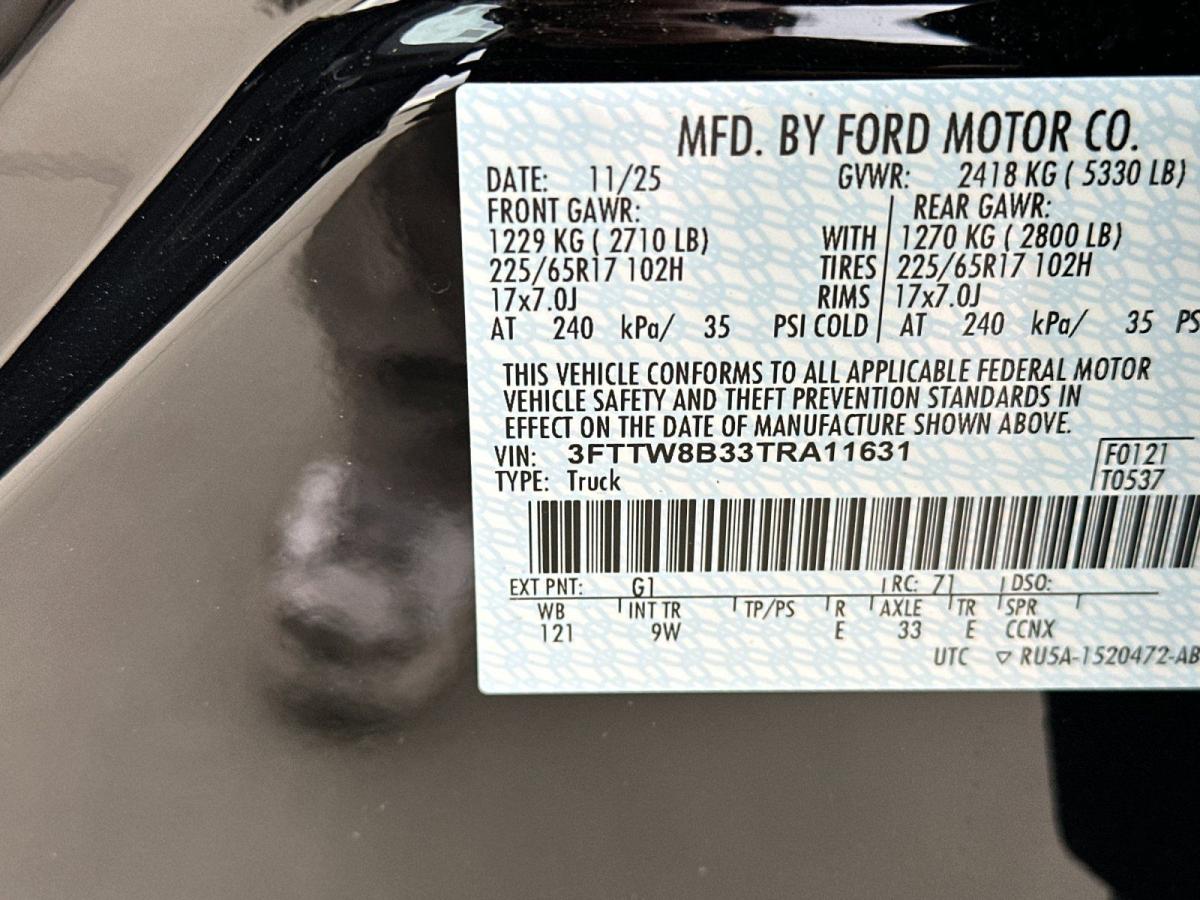 MFD. BY FORD MOTOR CO.
DATE: 11/25 GVWR: 2418 KG ( 5330 LB)
FRONT GAWR: REAR GAWR:
1229 KG ( 2710 LB) WITH 1270 KG ( 2800 LB)
225/65R17 102H TIRES 225/65R17 102H
17x7.0J RIMS 17x7.0J
AT 240 kPa/ 35 PSI COLD AT 240 kPa/ 35 PS
THIS VEHICLE CONFORMS TO ALL APPLICABLE FEDERAL MOTOR
VEHICLE SAFETY AND THEFT PREVENTION STANDARDS IN
EFFECT ON THE DATE OF MANUFACTURE SHOWN ABOVE.
VIN: 3FTTW8B33TRA11631 F0121
TYPE: Truck T0537
EXT PNT: G1 RC: 71 DSO:
WB INT TR TP/PS R AXLE TR SPR
121 9W E 33 E CCNX
UTC ▽ RU5A-1520472-AB